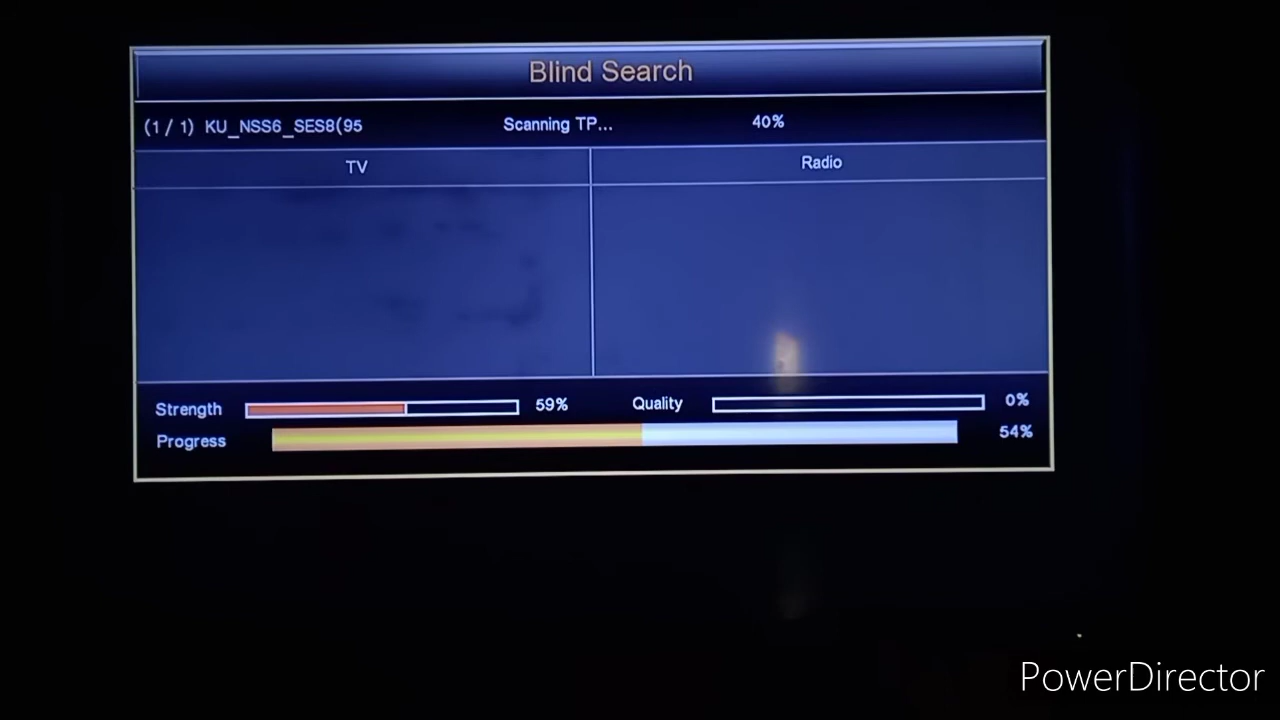 Blind Search
(1 / 1) KU_NSS6_SES8(95 Scanning TP... 40%
TV Radio
Strength 59% Quality 0%
Progress 54%
PowerDirector